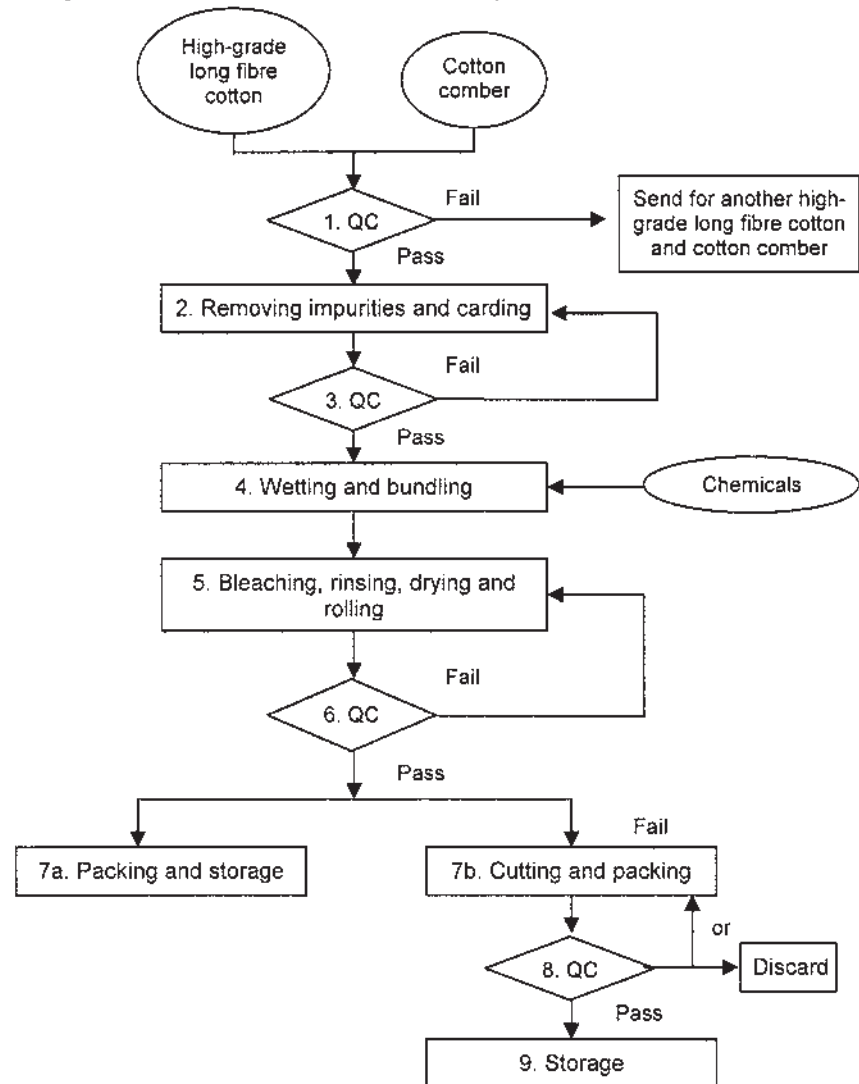 High-grade
long fibre
cotton
Cotton
comber
Fail
1. QC
Send for another high-
grade long fibre cotton
and cotton comber
Pass
2. Removing impurities and carding
Fail
3. QC
Pass
4. Wetting and bundling
Chemicals
5. Bleaching, rinsing, drying and
rolling
Fail
6. QC
Pass
Fail
7a. Packing and storage
7b. Cutting and packing
or
8. QC
Discard
Pass
9. Storage